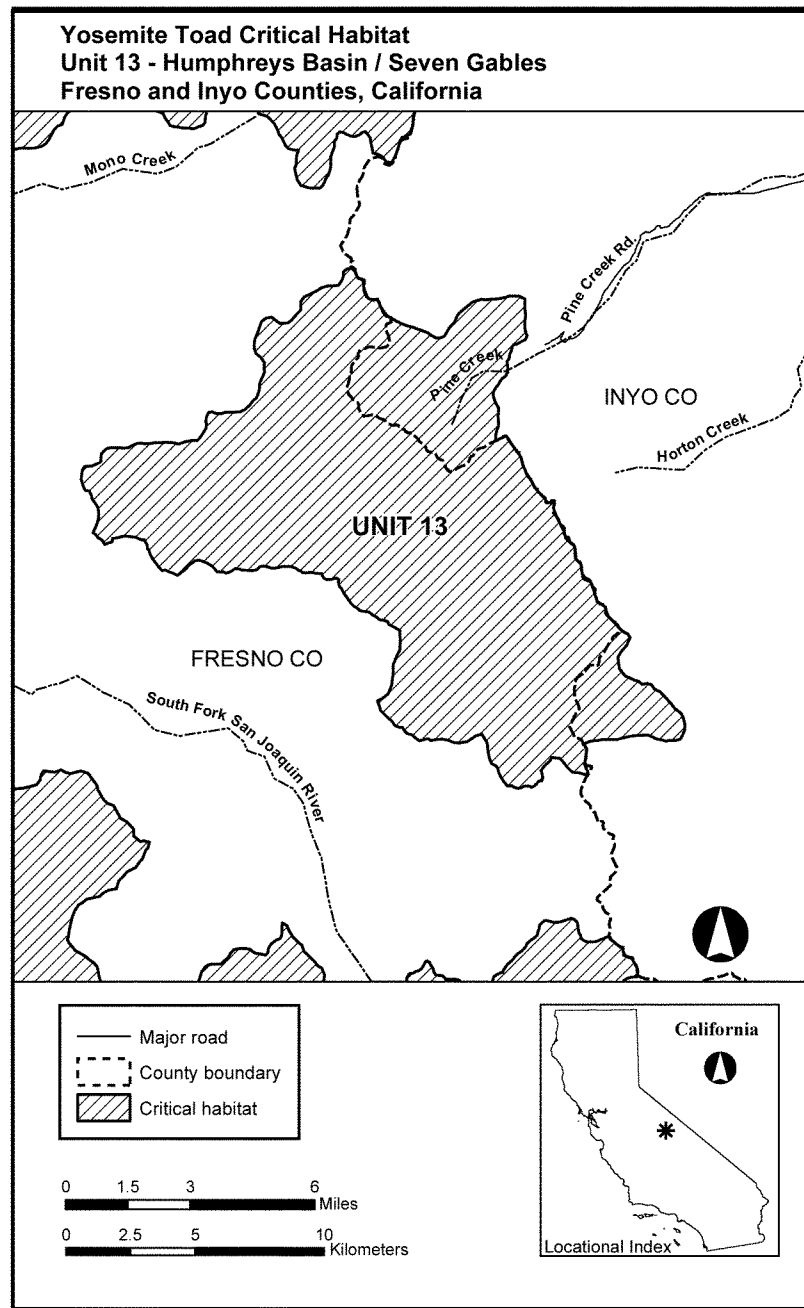 Yosemite Toad Critical Habitat
Unit 13 - Humphreys Basin / Seven Gables
Fresno and Inyo Counties, California
Mono Creek
Pine Creek Rd.
Pine Creek
INYO CO
Horton Creek
UNIT 13
FRESNO CO
South Fork San Joaquin River
Major road
County boundary
Critical habitat
0 1.5 3 6
Miles
0 2.5 5 10
Kilometers
California
Locational Index